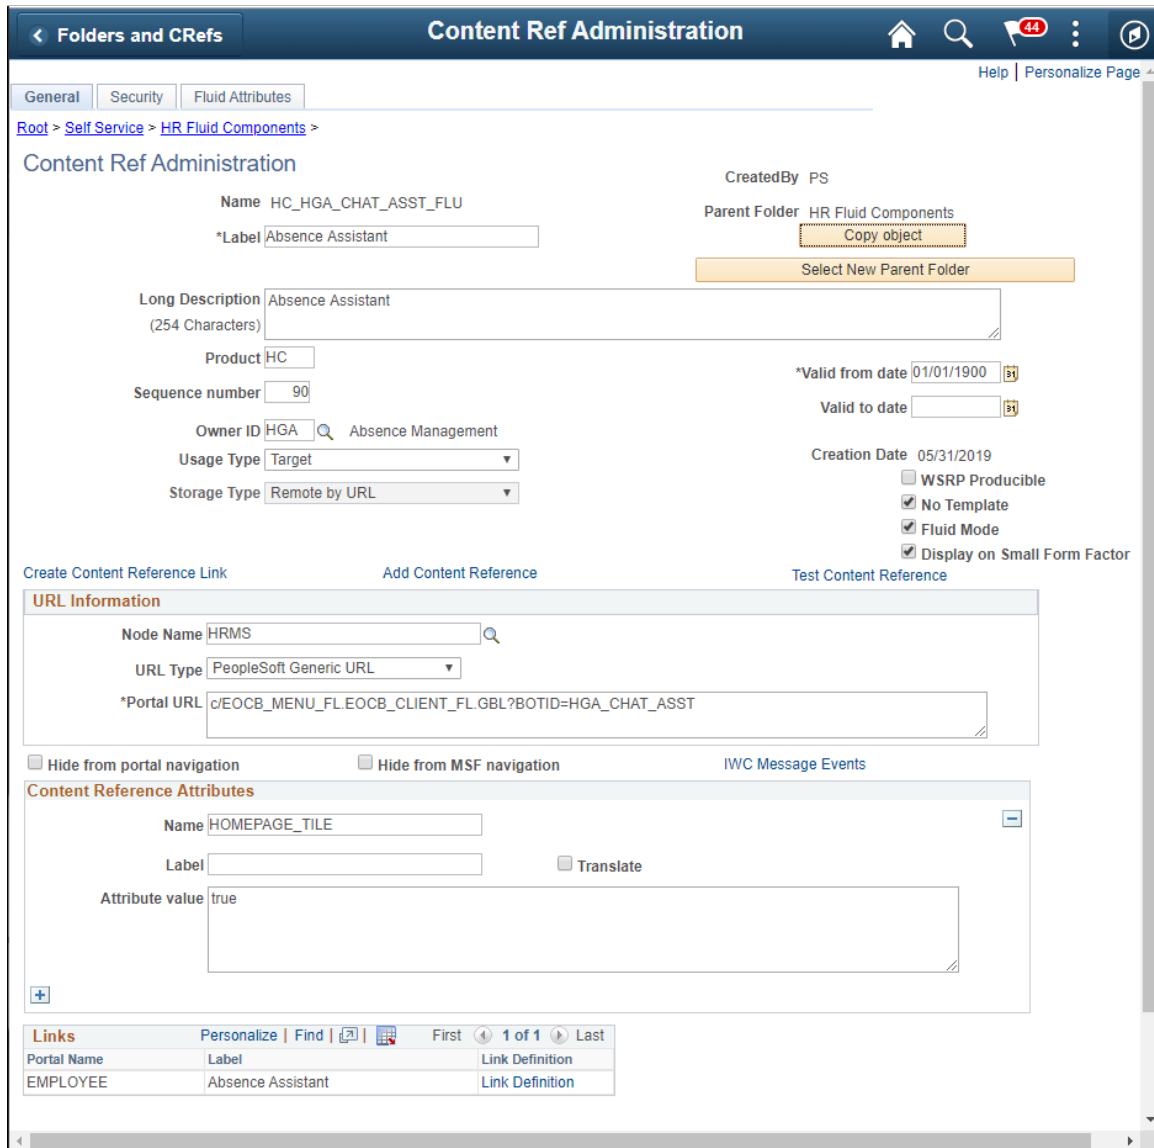 Folders and CRefs
Content Ref Administration
44
Help | Personalize Page
General
Security
Fluid Attributes
Root > Self Service > HR Fluid Components >
Content Ref Administration
CreatedBy PS
Name HC_HGA_CHAT_ASST_FLU
Parent Folder HR Fluid Components
*Label Absence Assistant
Copy object
Select New Parent Folder
Long Description Absence Assistant
(254 Characters)
Product HC
*Valid from date 01/01/1900
31
Sequence number 90
Valid to date
31
Owner ID HGA Absence Management
Usage Type Target
Creation Date 05/31/2019
Storage Type Remote by URL
WSRP Producible
No Template
Fluid Mode
Display on Small Form Factor
Create Content Reference Link
Add Content Reference
Test Content Reference
URL Information
Node Name HRMS
URL Type PeopleSoft Generic URL
*Portal URL c/EOCB_MENU_FL.EOCB_CLIENT_FL.GBL?BOTID=HGA_CHAT_ASST
Hide from portal navigation
Hide from MSF navigation
IWC Message Events
Content Reference Attributes
Name HOMEPAGE_TILE
Label
Translate
Attribute value true
Links
Personalize | Find |
First 1 of 1 Last
Portal Name Label Link Definition
EMPLOYEE Absence Assistant Link Definition